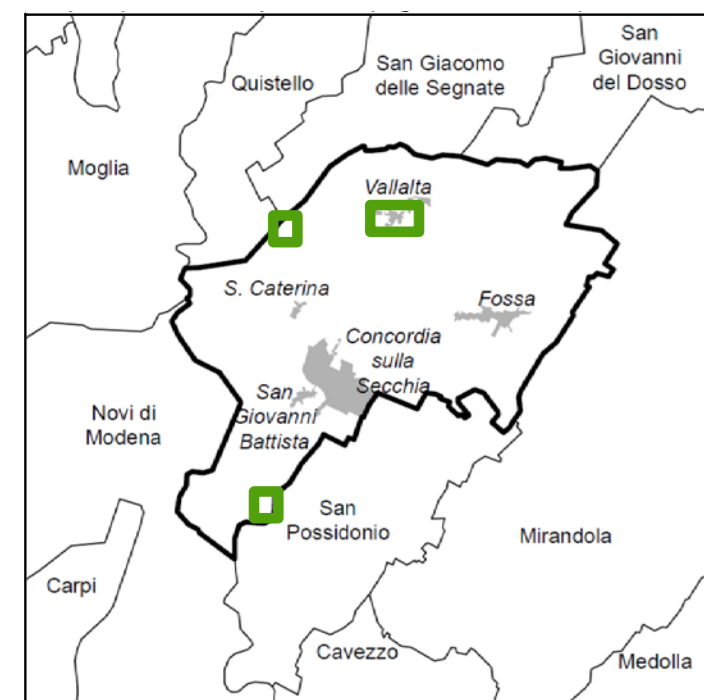 San
Giovanni
del Dosso
San Giacomo
delle Segnate
Quistello
Moglia
Vallalta
S. Caterina
Fossa
Concordia
sulla
Secchia
San
Giovanni
Battista
Novi di
Modena
San
Possidonio
Mirandola
Carpi
Cavezzo
Medolla